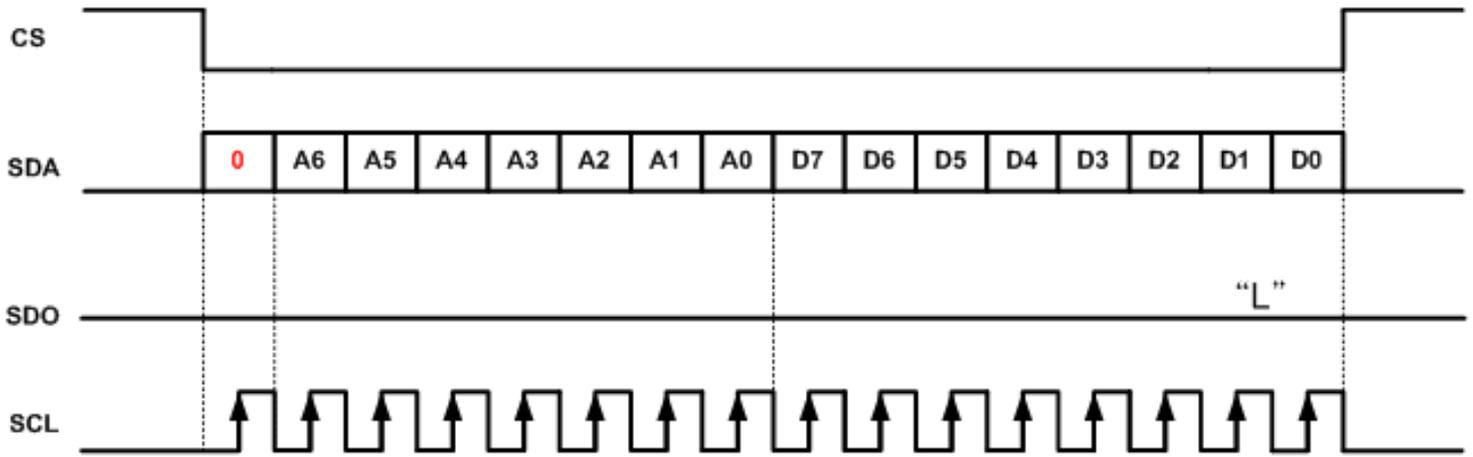 CS
SDA 0 A6 A5 A4 A3 A2 A1 A0 D7 D6 D5 D4 D3 D2 D1 D0
SDO “L”
SCL